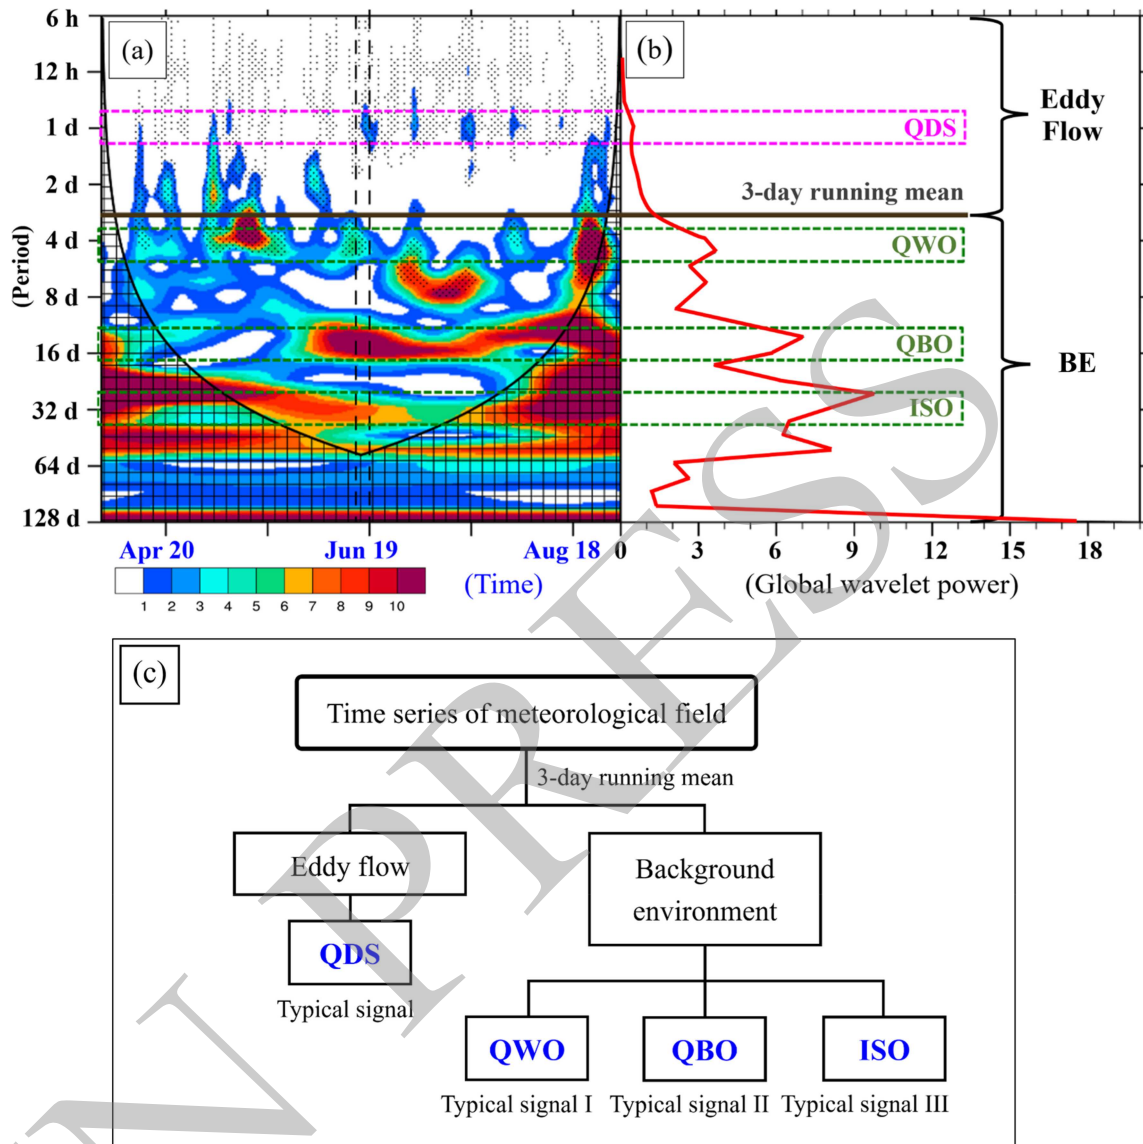 6 h
12 h
1 d
2 d
4 d
8 d
16 d
32 d
64 d
128 d
(Period)
(a)
(b)
QDS
3-day running mean
QWO
QBO
ISO
Eddy
Flow
BE
Apr 20 Jun 19 Aug 18
(Time)
1 2 3 4 5 6 7 8 9 10
0 3 6 9 12 15 18
(Global wavelet power)
(c)
Time series of meteorological field
3-day running mean
Eddy flow
Background
environment
QDS
Typical signal
QWO QBO ISO
Typical signal I Typical signal II Typical signal III
N PRESS